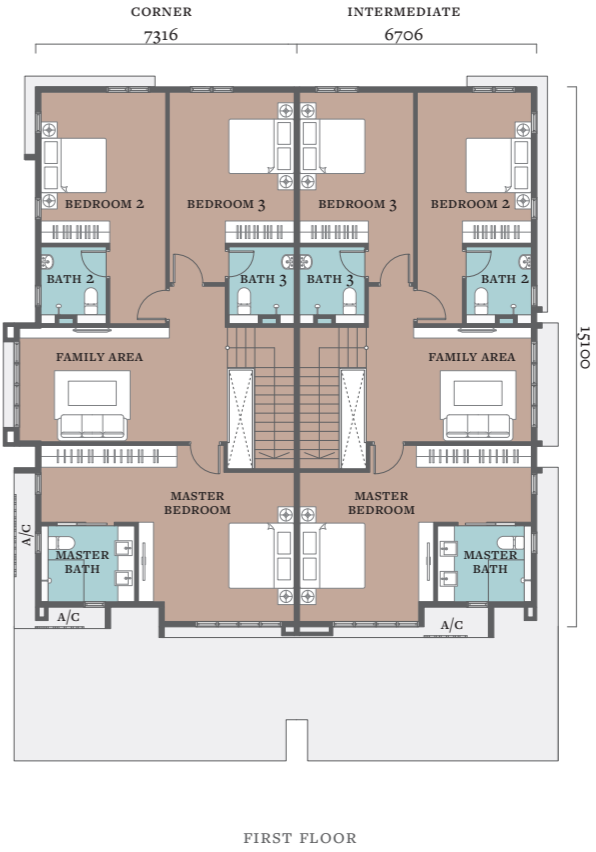 CORNER
7316
INTERMEDIATE
6706
15100
BEDROOM 2
BEDROOM 3
BEDROOM 3
BEDROOM 2
BATH 2
BATH 3
BATH 3
BATH 2
FAMILY AREA
FAMILY AREA
MASTER
BEDROOM
MASTER
BEDROOM
A/C
MASTER
BATH
MASTER
BATH
A/C
A/C
FIRST FLOOR